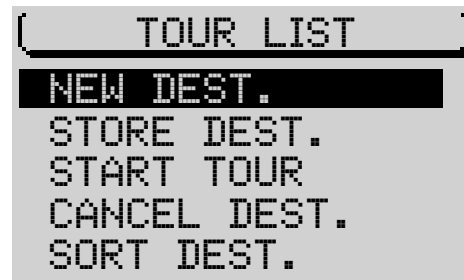 TOUR LIST
NEW DEST.
STORE DEST.
START TOUR
CANCEL DEST.
SORT DEST.